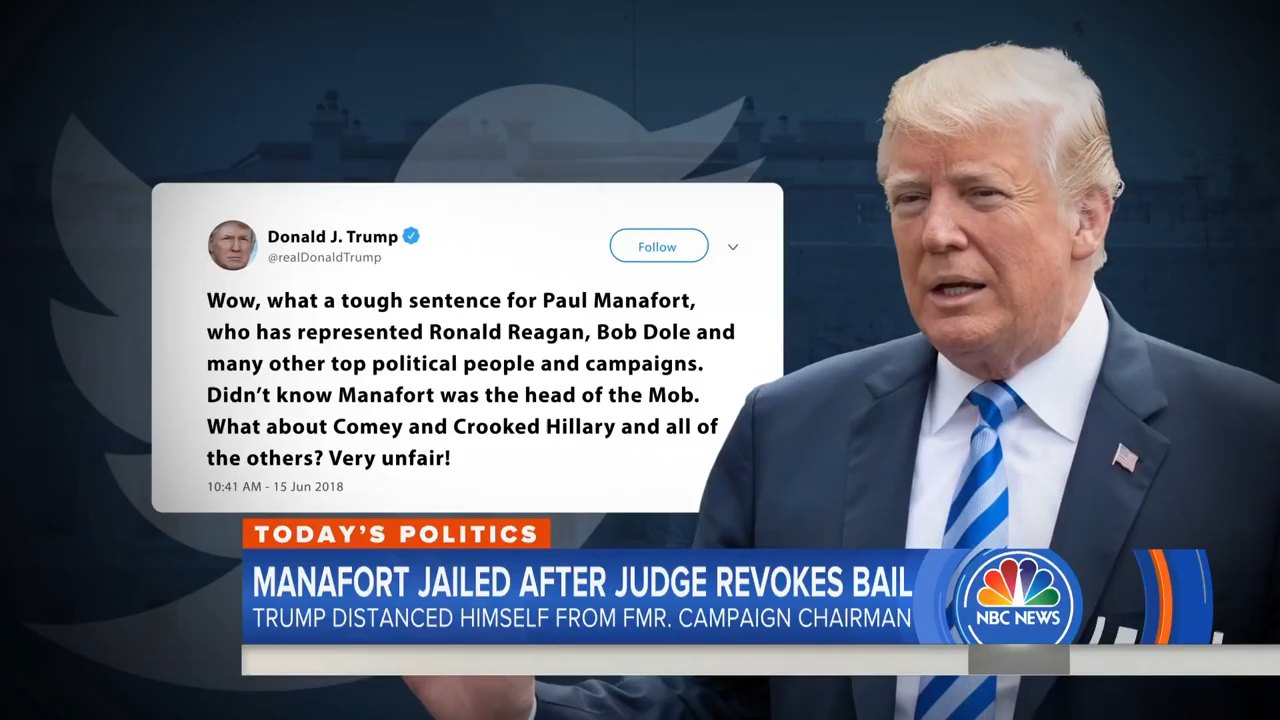 Donald J. Trump
@realDonaldTrump
Follow
Wow, what a tough sentence for Paul Manafort,
who has represented Ronald Reagan, Bob Dole and
many other top political people and campaigns.
Didn’t know Manafort was the head of the Mob.
What about Comey and Crooked Hillary and all of
the others? Very unfair!
10:41 AM - 15 Jun 2018
TODAY’S POLITICS
MANAFORT JAILED AFTER JUDGE REVOKES BAIL
TRUMP DISTANCED HIMSELF FROM FMR. CAMPAIGN CHAIRMAN
NBC NEWS